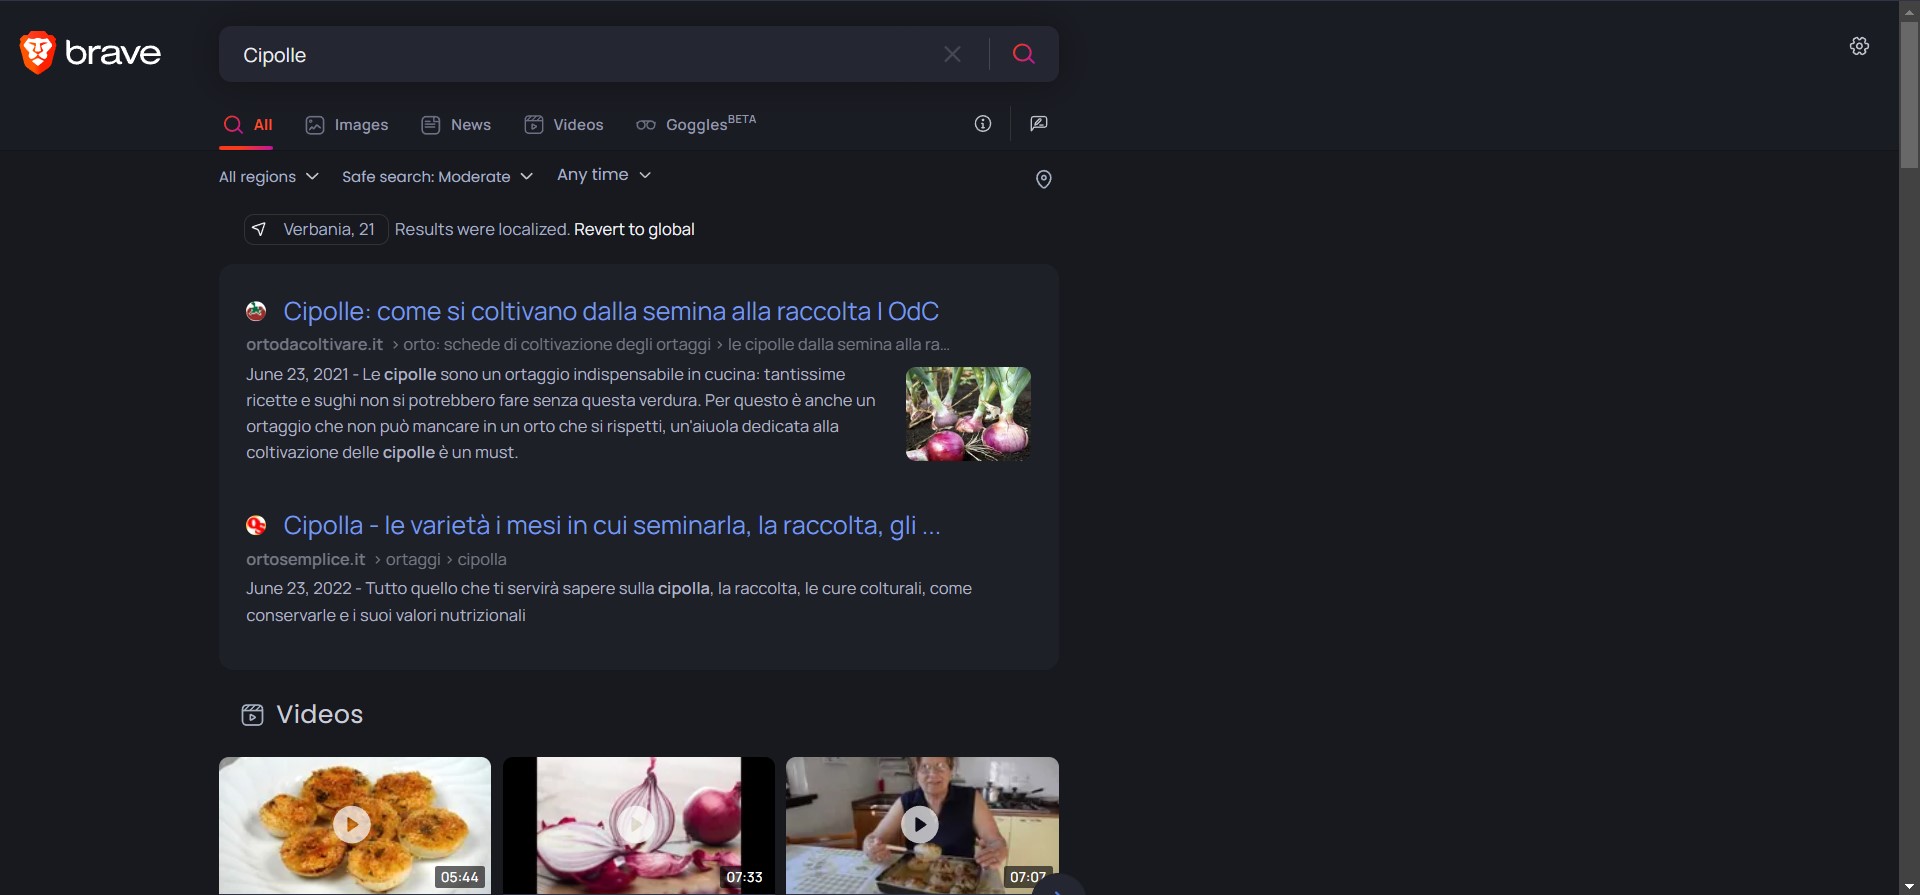 brave
Cipolle
All
Images
News
Videos
Goggles BETA
All regions
Safe search: Moderate
Any time
Verbania, 21
Results were localized. Revert to global
Cipolle: come si coltivano dalla semina alla raccolta | OdC
ortodacoltivare.it › orto: schede di coltivazione degli ortaggi › le cipolle dalla semina alla ra...
June 23, 2021 - Le cipolle sono un ortaggio indispensabile in cucina: tantissime
ricette e sughi non si potrebbero fare senza questa verdura. Per questo è anche un
ortaggio che non può mancare in un orto che si rispetti, un'aiuola dedicata alla
coltivazione delle cipolle è un must.
Cipolla - le varietà i mesi in cui seminarla, la raccolta, gli ...
ortosemplice.it › ortaggi › cipolla
June 23, 2022 - Tutto quello che ti servirà sapere sulla cipolla, la raccolta, le cure colturali, come
conservarle e i suoi valori nutrizionali
Videos
05:44
07:33
07:07